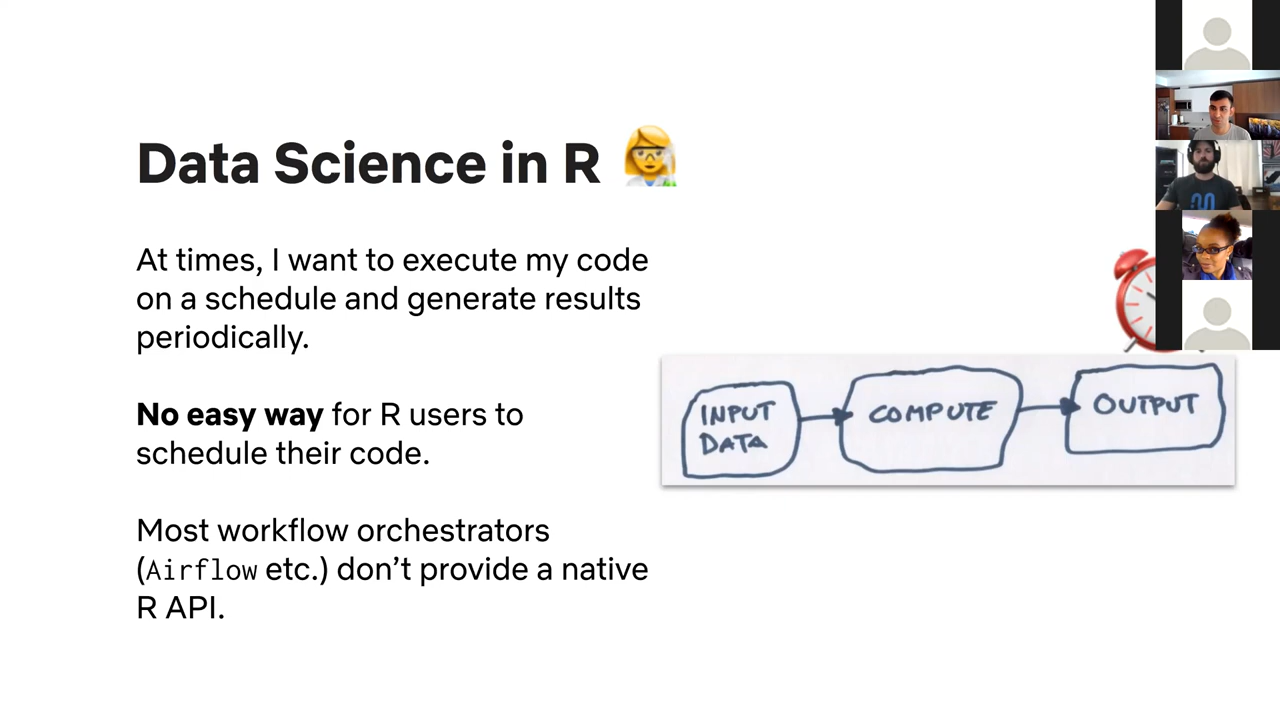 Data Science in R
At times, I want to execute my code
on a schedule and generate results
periodically.
No easy way for R users to
schedule their code.
Most workflow orchestrators
(Airflow etc.) don’t provide a native
R API.
INPUT
DATA
COMPUTE
OUTPUT